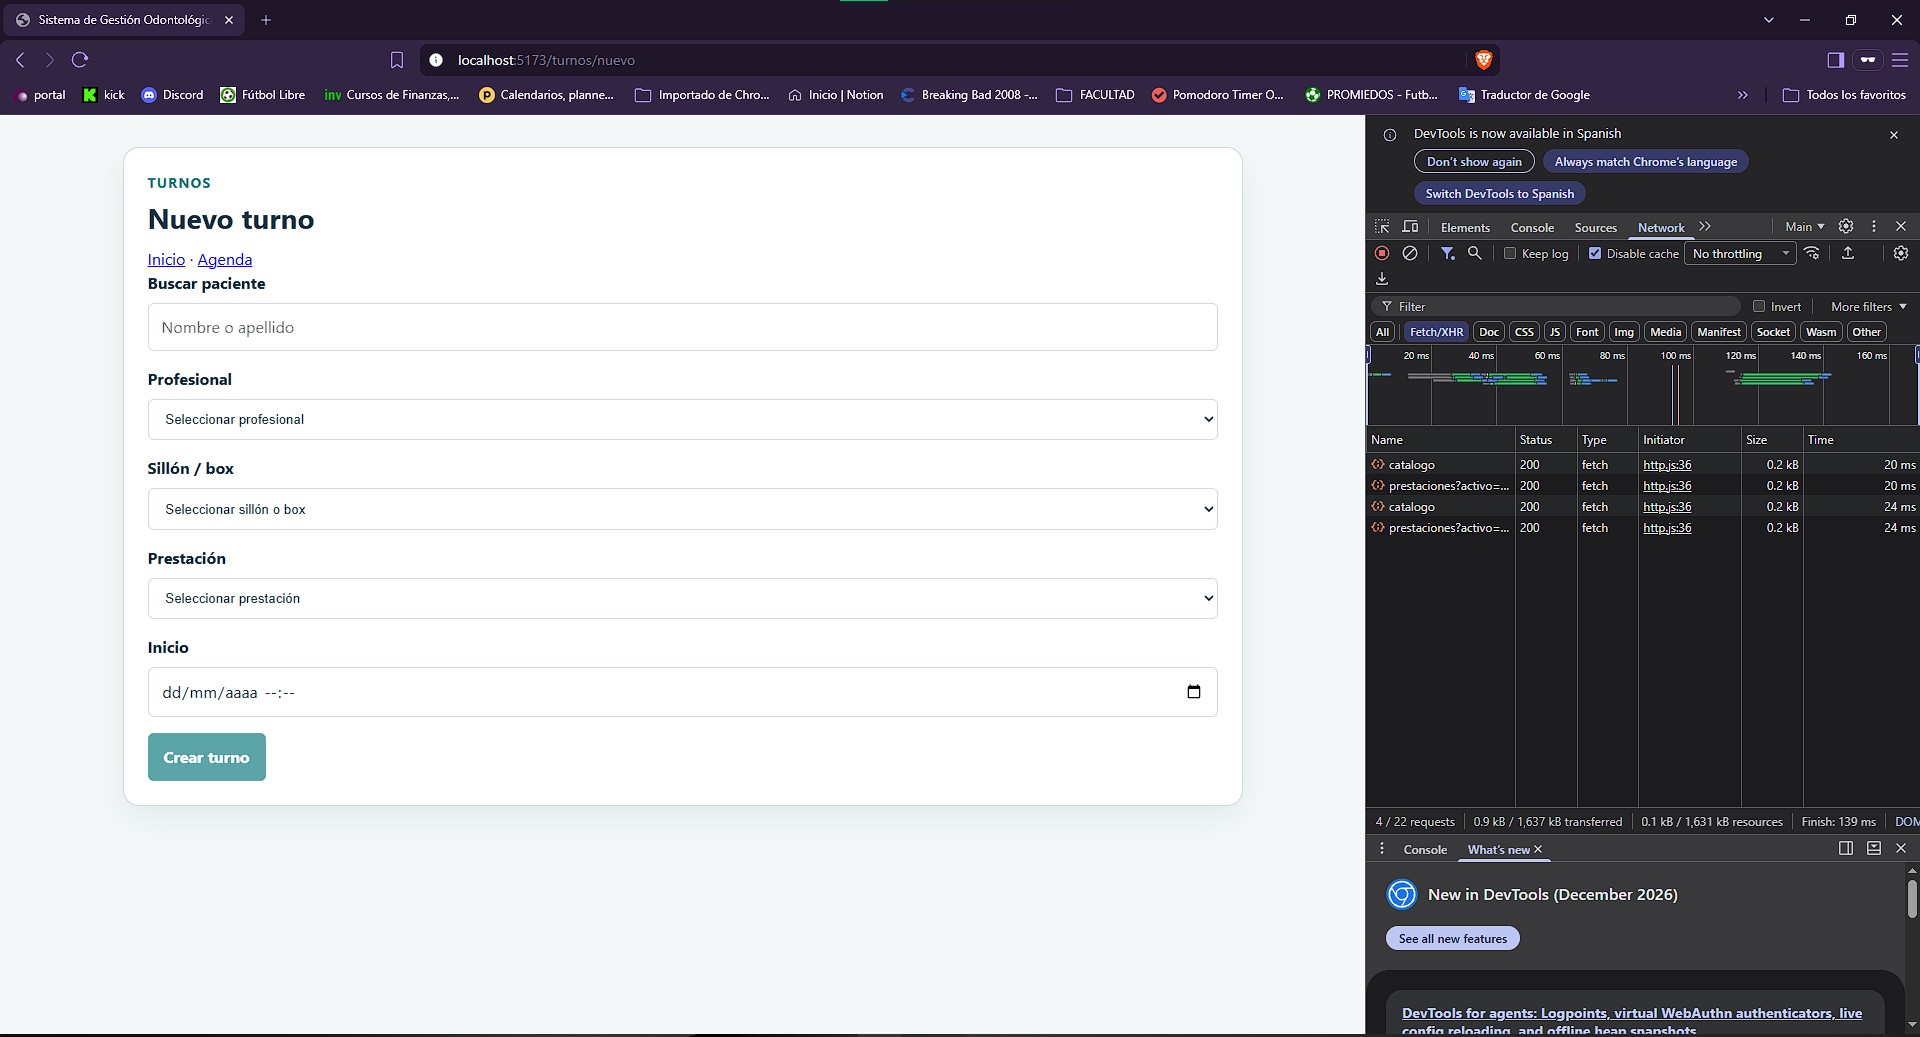 Sistema de Gestión Odontológic
localhost:5173/turnos/nuevo
portal
kick
Discord
Fútbol Libre
inv Cursos de Finanzas,...
P Calendarios, planne...
Importado de Chro...
Inicio | Notion
Breaking Bad 2008 -...
FACULTAD
Pomodoro Timer O...
PROMIEDOS - Futb...
Traductor de Google
Todos los favoritos
TURNOS
Nuevo turno
Inicio · Agenda
Buscar paciente
Nombre o apellido
Profesional
Seleccionar profesional
Sillón / box
Seleccionar sillón o box
Prestación
Seleccionar prestación
Inicio
dd/mm/aaaa --:--
Crear turno
DevTools is now available in Spanish
Don't show again Always match Chrome's language
Switch DevTools to Spanish
Elements Console Sources Network Main
Keep log Disable cache No throttling
Filter Invert More filters
All Fetch/XHR Doc CSS JS Font Img Media Manifest Socket Wasm Other
20 ms 40 ms 60 ms 80 ms 100 ms 120 ms 140 ms 160 ms
Name Status Type Initiator Size Time
catalogo 200 fetch http.js:36 0.2 kB 20 ms
prestaciones?activo=... 200 fetch http.js:36 0.2 kB 20 ms
catalogo 200 fetch http.js:36 0.2 kB 24 ms
prestaciones?activo=... 200 fetch http.js:36 0.2 kB 24 ms
4 / 22 requests 0.9 kB / 1,637 kB transferred 0.1 kB / 1,631 kB resources Finish: 139 ms DOM
Console What's new
New in DevTools (December 2026)
See all new features
DevTools for agents: Logpoints, virtual WebAuthn authenticators, live
config reloading, and offline heap snapshots